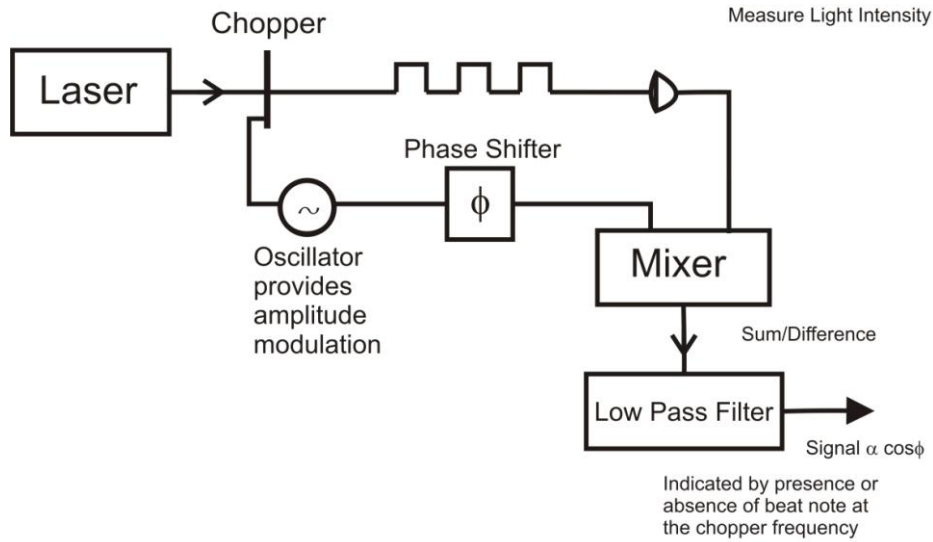 Chopper
Measure Light Intensity
Laser
Phase Shifter
ϕ
~
Oscillator
provides
amplitude
modulation
Mixer
Sum/Difference
Low Pass Filter
Signal α cosϕ
Indicated by presence or
absence of beat note at
the chopper frequency